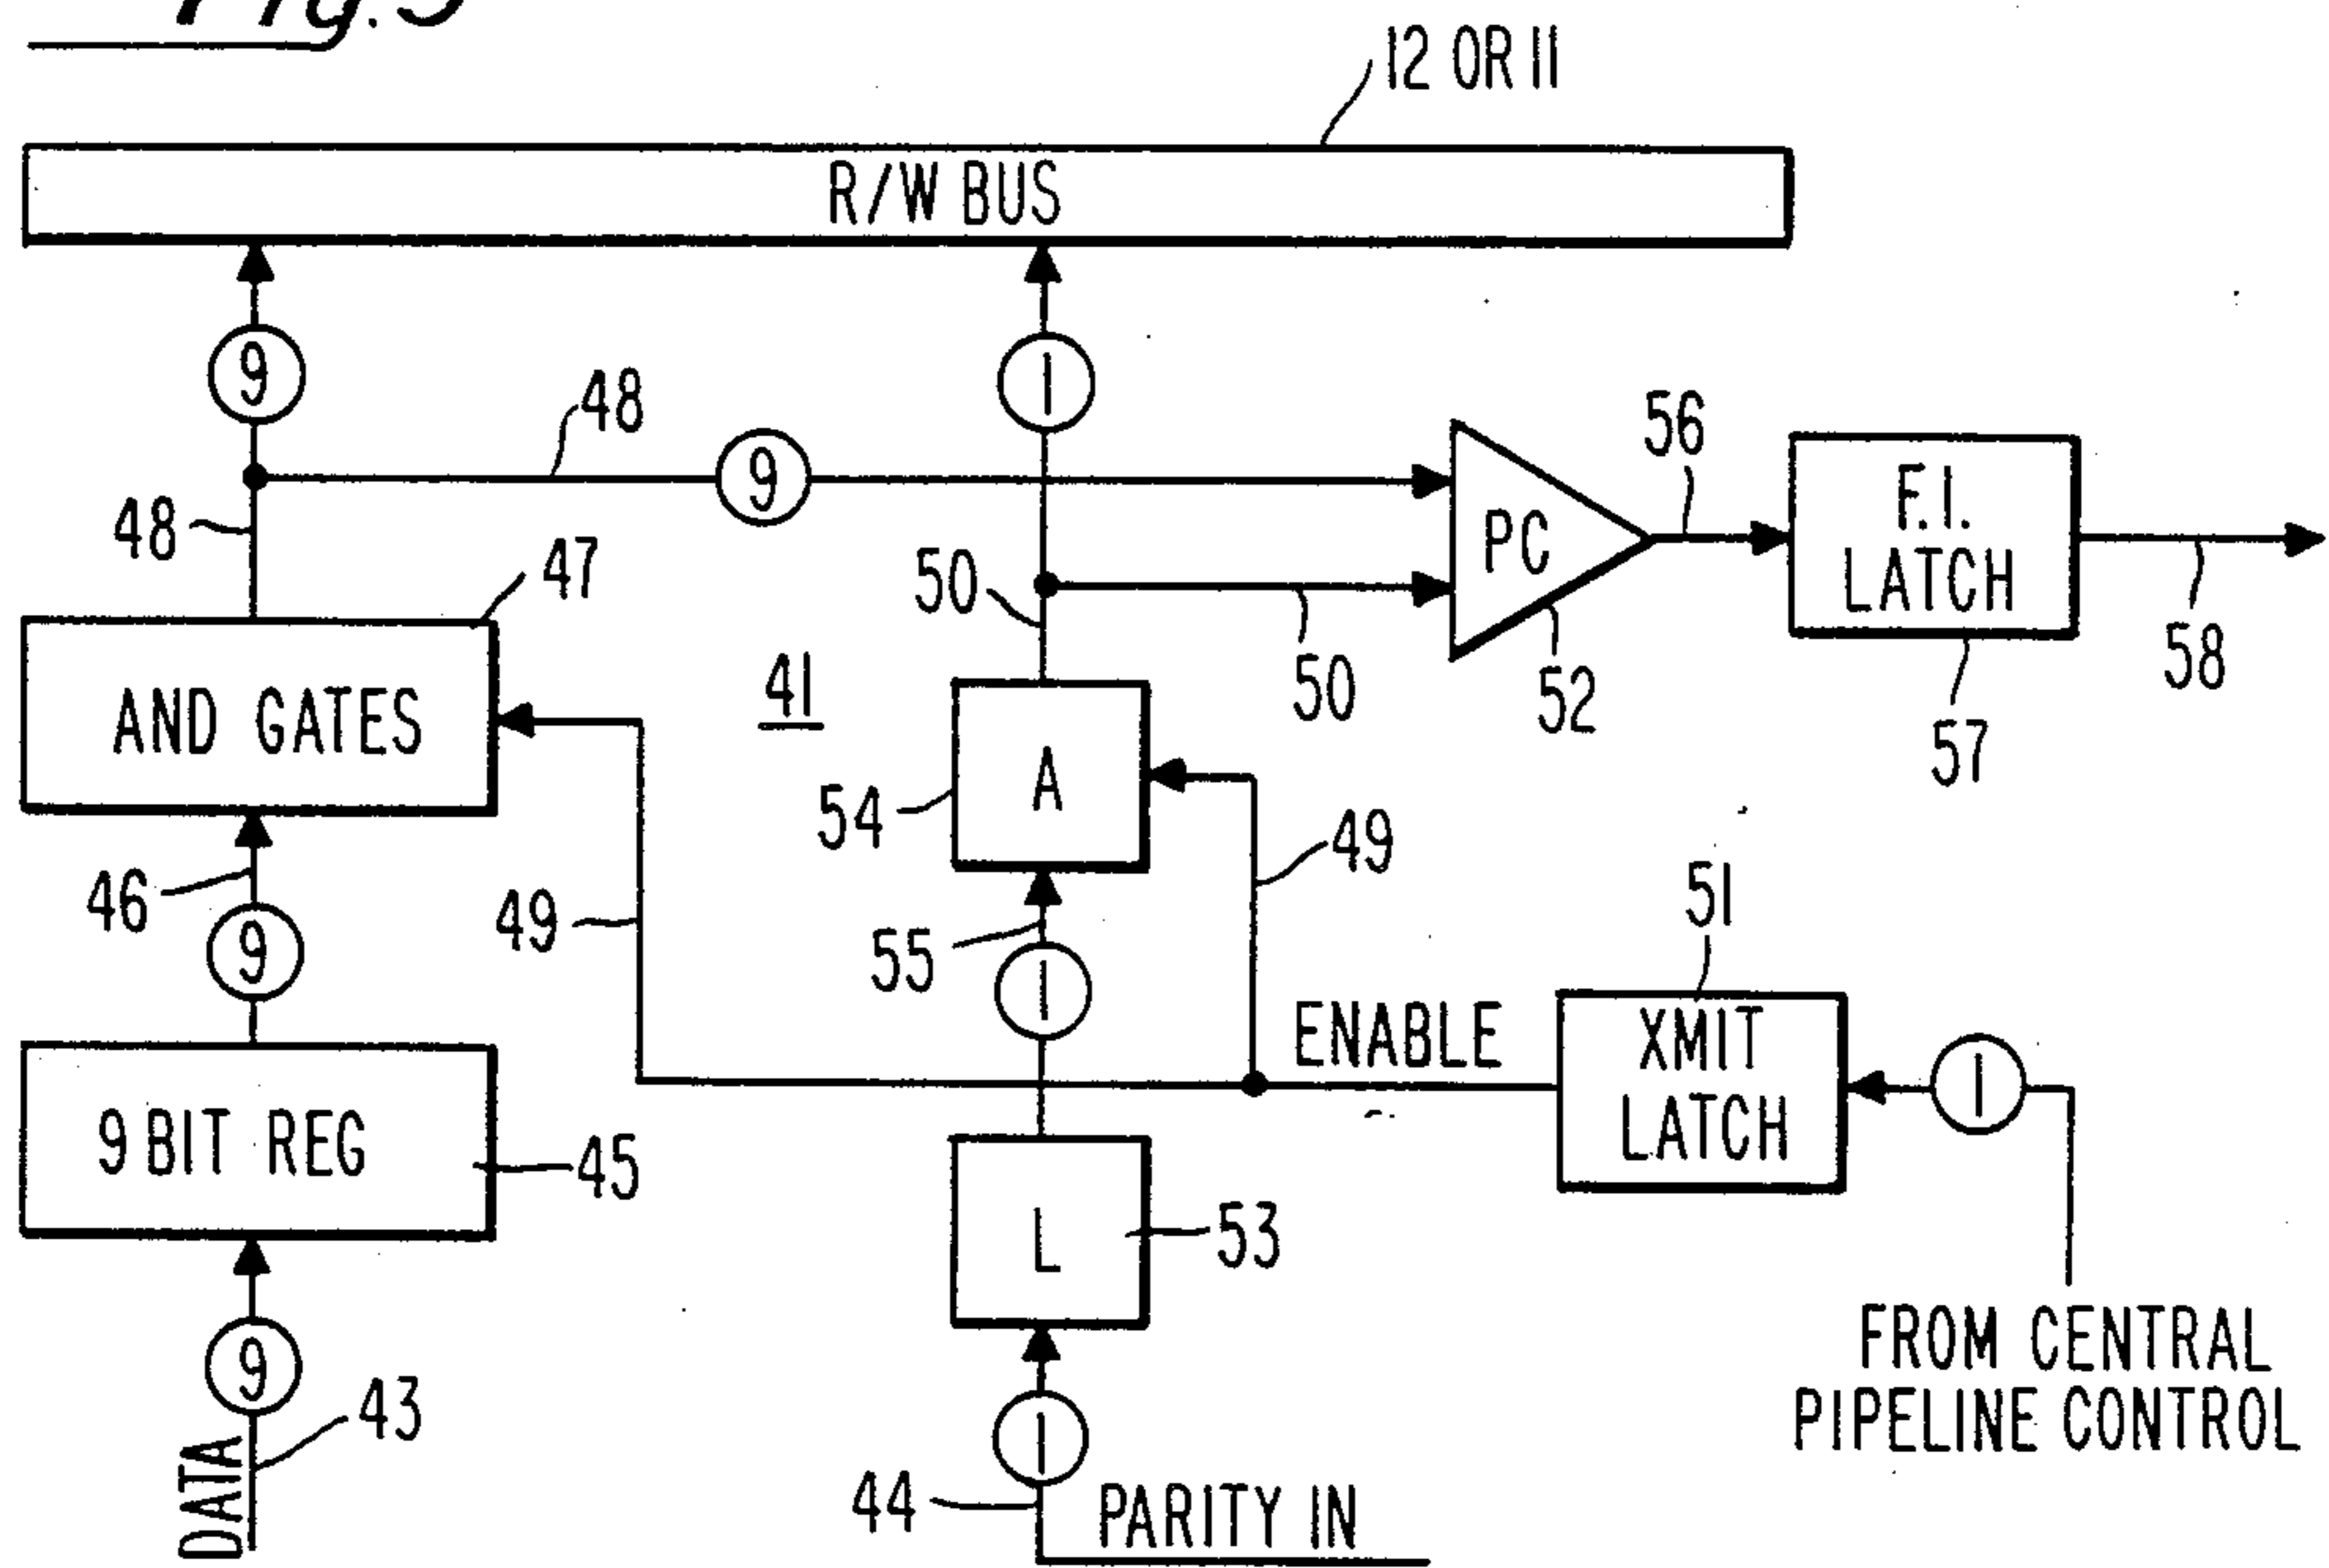 Fig. 5
12 OR 11
R/W BUS
9
1
48
9
56
F.I.
LATCH
PC
48
47
50
50
52
57
58
AND GATES
41
A
54
49
46
9
49
55
1
51
ENABLE
XMIT
LATCH
1
9 BIT REG
45
L
53
9
43
DATA
1
44
PARITY IN
FROM CENTRAL
PIPELINE CONTROL